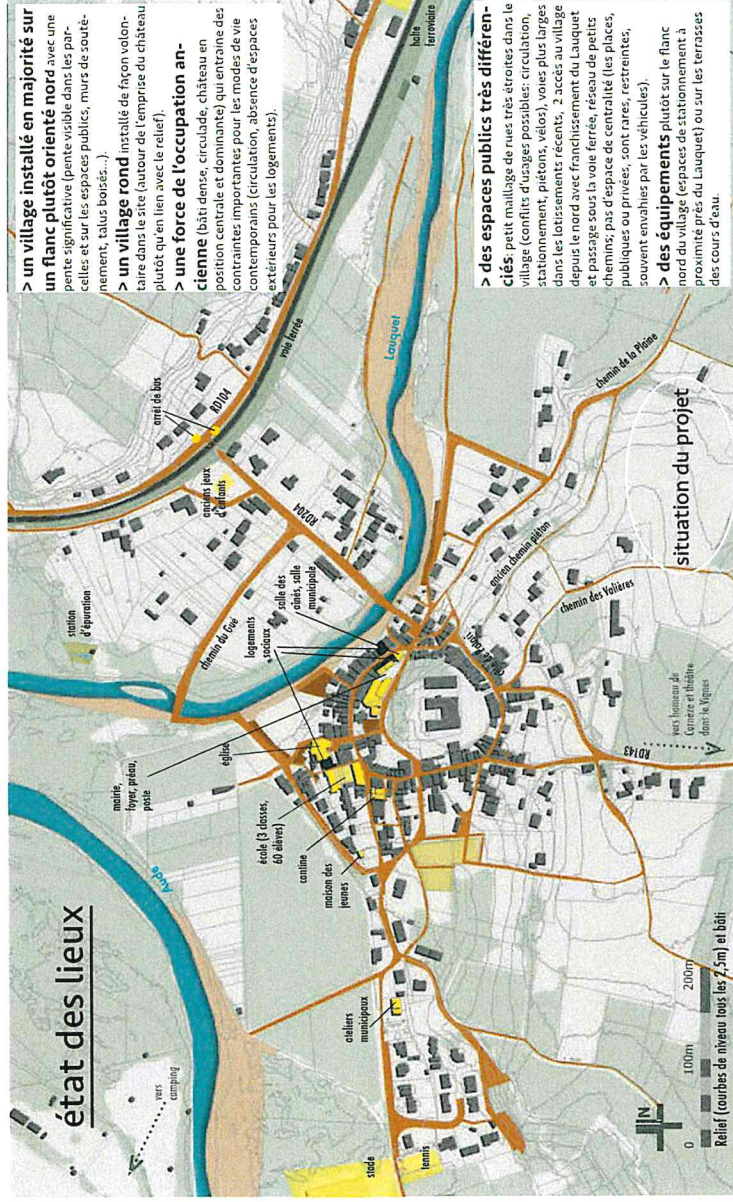 état des lieux
> un village installé en majorité sur
un flanc plutôt orienté nord avec une
pente significative (pente visible dans les par-
celles et sur les espaces publics, murs de soutè-
nement, talus boisés...).
> un village rond installé de façon volon-
taire dans le site (autour de l'emprise du château
plutôt qu'en lien avec le relief).
> une force de l'occupation an-
cienne (bâti dense, circulade, château en
position centrale et dominante) qui entraine des
contraintes importantes pour les modes de vie
contemporains (circulation, absence d'espaces
extérieurs pour les logements).
> des espaces publics très différen-
ciés: petit maillage de rues très étroites dans le
village (conflits d'usages possibles: circulation,
stationnement, piétons, vélos), voies plus larges
dans les lotissements récents, 2 accès au village
depuis le nord avec franchissement du Lauquet
et passage sous la voie ferrée, réseau de petits
chemins; pas d'espace de centralité (les places,
publiques ou privées, sont rares, restreintes,
souvent envahies par les véhicules).
> des équipements plutôt sur le flanc
nord du village (espaces de stationnement à
proximité près du Lauquet) ou sur les terrasses
des cours d'eau.
vers
camping
Aude
station
d'épuration
chemin du Gué
arrêt de bus
RD104
anciens jeux
d'enfants
RD204
voie ferrée
halte
ferroviaire
Lauquet
mairie,
foyer, préau,
poste
église
logements
sociaux
salle des
ainés, salle
municipale
école (3 classes,
60 élèves)
cantine
maison des
jeunes
ateliers
municipaux
stade
tennis
ancien chemin piéton
chemin de la Plaine
chemin des Valières
situation du projet
RD143
vers hameau de
Carneze et théâtre
dans le Vignes
N
0 100m 200m
Relief (courbes de niveau tous les 2,5m) et bâti